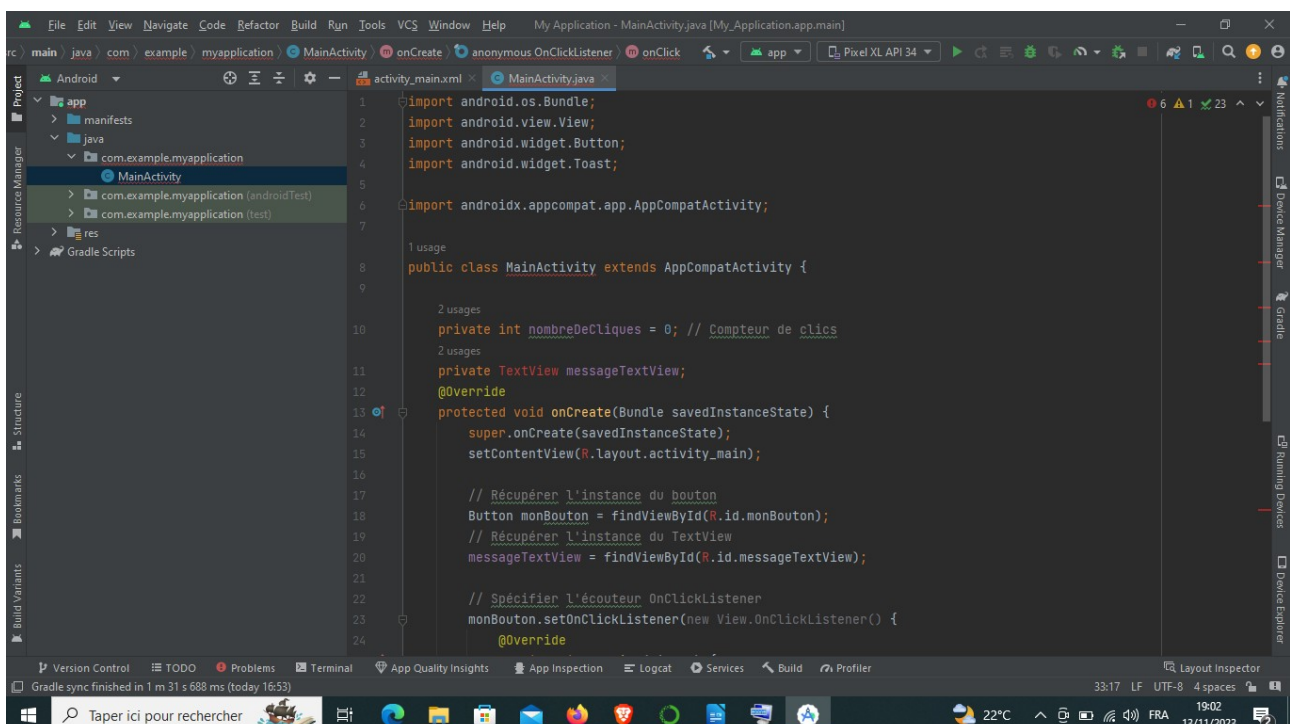 File Edit View Navigate Code Refactor Build Run Tools VCS Window Help My Application - MainActivity.java [My_Application.app.main]
rc main java com example myapplication MainActivity onCreate anonymous OnClickListener onClick app Pixel XL API 34
Project
Resource Manager
Structure
Bookmarks
Build Variants
Android
app
manifests
java
com.example.myapplication
MainActivity
com.example.myapplication (androidTest)
com.example.myapplication (test)
res
Gradle Scripts
activity_main.xml MainActivity.java
6 1 23
1 import android.os.Bundle;
2 import android.view.View;
3 import android.widget.Button;
4 import android.widget.Toast;
5
6 import androidx.appcompat.app.AppCompatActivity;
7
1 usage
8 public class MainActivity extends AppCompatActivity {
9
2 usages
10 private int nombreDeCliques = 0; // Compteur de clics
2 usages
11 private TextView messageTextView;
12 @Override
13 protected void onCreate(Bundle savedInstanceState) {
14 super.onCreate(savedInstanceState);
15 setContentView(R.layout.activity_main);
16
17 // Récupérer l'instance du bouton
18 Button monBouton = findViewById(R.id.monBouton);
19 // Récupérer l'instance du TextView
20 messageTextView = findViewById(R.id.messageTextView);
21
22 // Spécifier l'écouteur OnClickListener
23 monBouton.setOnClickListener(new View.OnClickListener() {
24 @Override
Notifications
Device Manager
Gradle
Running Devices
Device Explorer
Version Control TODO Problems Terminal App Quality Insights App Inspection Logcat Services Build Profiler Layout Inspector
Gradle sync finished in 1 m 31 s 688 ms (today 16:53) 33:17 LF UTF-8 4 spaces
Taper ici pour rechercher 22°C FRA 19:02